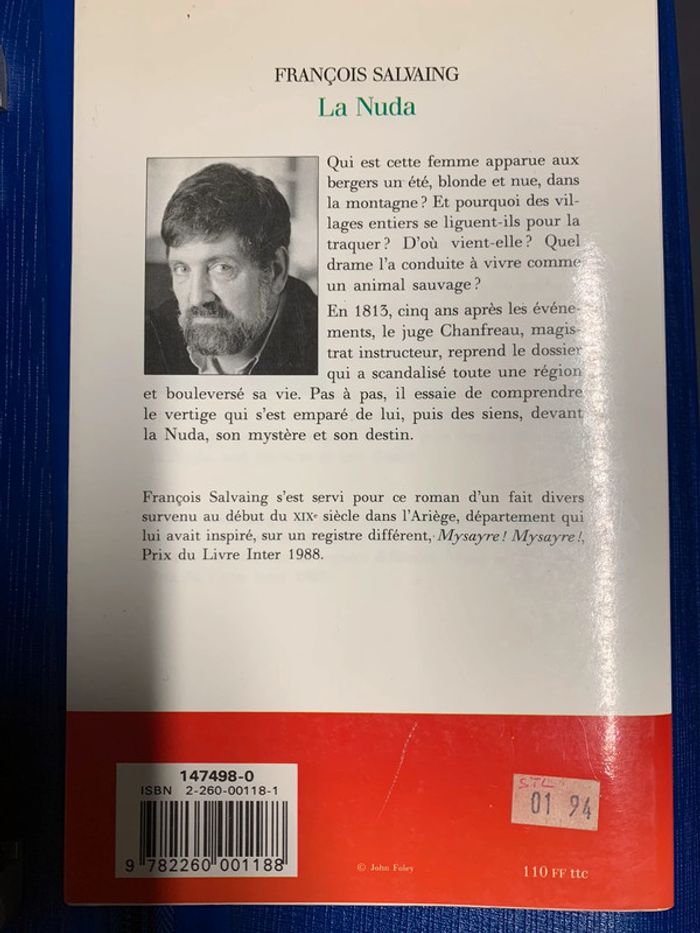 FRANÇOIS SALVAING
La Nuda
Qui est cette femme apparue aux
bergers un été, blonde et nue, dans
la montagne ? Et pourquoi des vil-
lages entiers se liguent-ils pour la
traquer ? D'où vient-elle ? Quel
drame l'a conduite à vivre comme
un animal sauvage ?
En 1813, cinq ans après les événe-
ments, le juge Chanfreau, magis-
trat instructeur, reprend le dossier
qui a scandalisé toute une région
et bouleversé sa vie. Pas à pas, il essaie de comprendre
le vertige qui s'est emparé de lui, puis des siens, devant
la Nuda, son mystère et son destin.
François Salvaing s'est servi pour ce roman d'un fait divers
survenu au début du XIXe siècle dans l'Ariège, département qui
lui avait inspiré, sur un registre différent, Mysayre ! Mysayre !,
Prix du Livre Inter 1988.
147498-0
ISBN 2-260-00118-1
9 782260 001188
STL
01 94
© John Foley
110 FF ttc